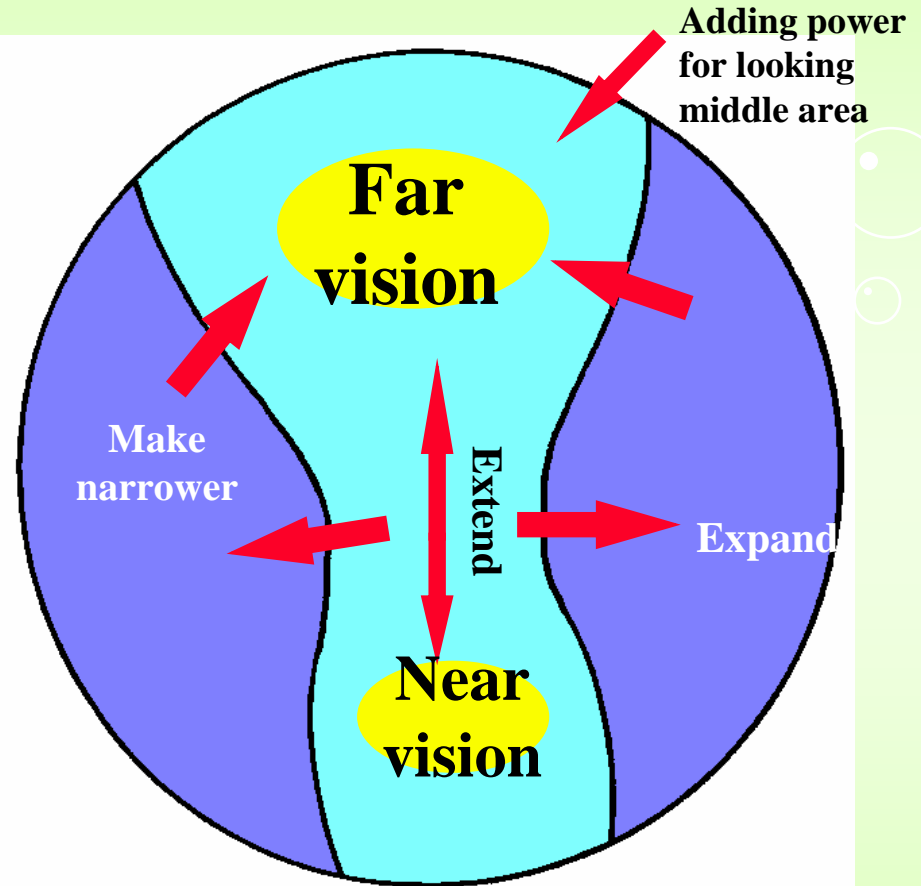 Adding power
for looking
middle area
Far
vision
Make
narrower
Extend
Expand
Near
vision